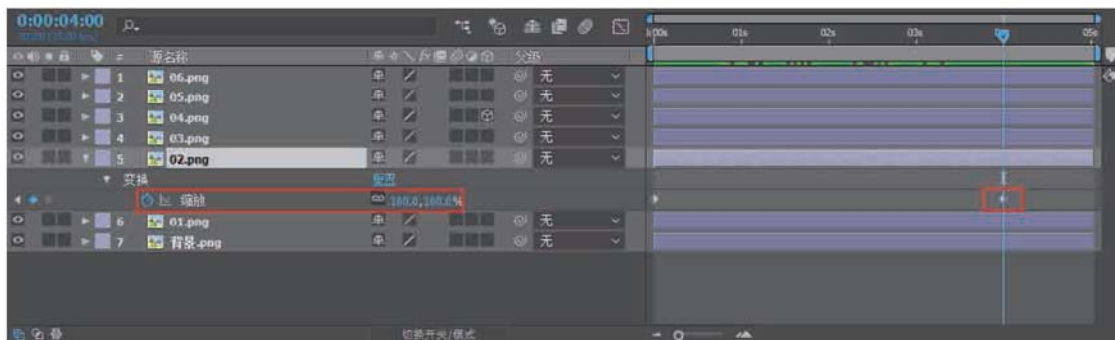 0:00:04:00
k00s 01s 02s 03s 05s
# 源名称 父级
1 06.png 无
2 05.png 无
3 04.png 无
4 03.png 无
5 02.png 无
变换 重置
缩放 160.0,160.0%
6 01.png 无
7 背景.png 无
切换开关/模式